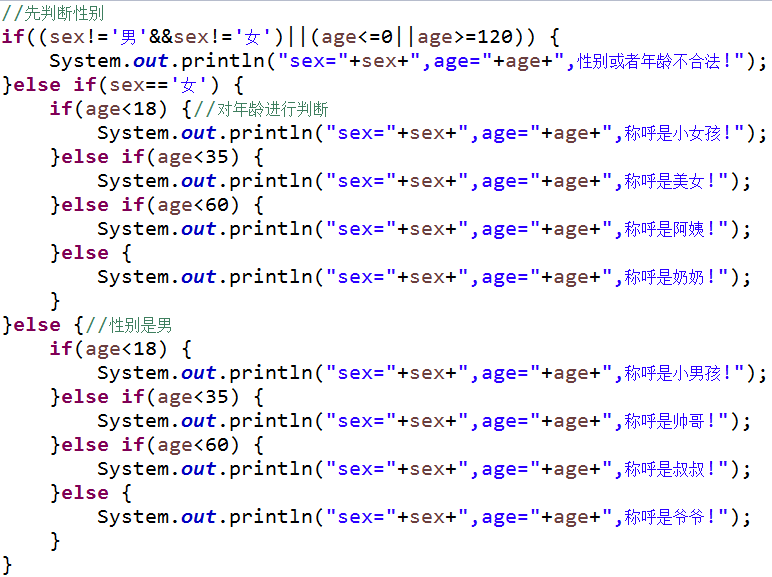 //先判断性别
if((sex!='男'&&sex!='女')||(age<=0||age>=120)) {
    System.out.println("sex="+sex+",age="+age+",性别或者年龄不合法!");
}else if(sex=='女') {
    if(age<18) {//对年龄进行判断
        System.out.println("sex="+sex+",age="+age+",称呼是小女孩!");
    }else if(age<35) {
        System.out.println("sex="+sex+",age="+age+",称呼是美女!");
    }else if(age<60) {
        System.out.println("sex="+sex+",age="+age+",称呼是阿姨!");
    }else {
        System.out.println("sex="+sex+",age="+age+",称呼是奶奶!");
    }
}else {//性别是男
    if(age<18) {
        System.out.println("sex="+sex+",age="+age+",称呼是小男孩!");
    }else if(age<35) {
        System.out.println("sex="+sex+",age="+age+",称呼是帅哥!");
    }else if(age<60) {
        System.out.println("sex="+sex+",age="+age+",称呼是叔叔!");
    }else {
        System.out.println("sex="+sex+",age="+age+",称呼是爷爷!");
    }
}